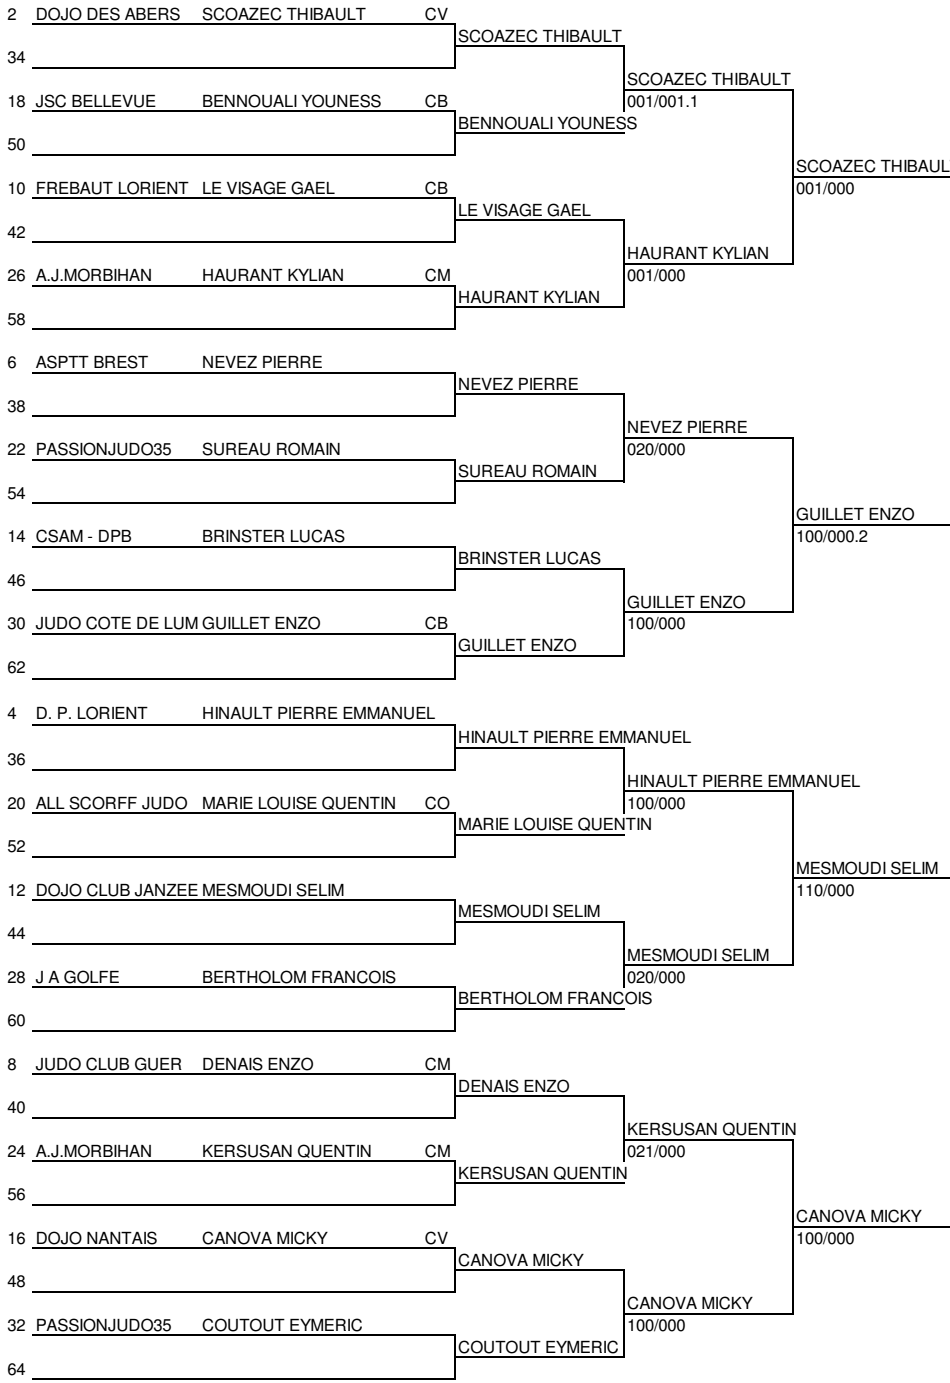 2 DOJO DES ABERS SCOAZEC THIBAULT CV
SCOAZEC THIBAULT
34
SCOAZEC THIBAULT
18 JSC BELLEVUE BENNOUALI YOUNESS CB 001/001.1
BENNOUALI YOUNESS
50
SCOAZEC THIBAUL
10 FREBAUT LORIENT LE VISAGE GAEL CB 001/000
LE VISAGE GAEL
42
HAURANT KYLIAN
26 A.J.MORBIHAN HAURANT KYLIAN CM 001/000
HAURANT KYLIAN
58
6 ASPTT BREST NEVEZ PIERRE
NEVEZ PIERRE
38
NEVEZ PIERRE
22 PASSIONJUDO35 SUREAU ROMAIN 020/000
SUREAU ROMAIN
54
GUILLET ENZO
14 CSAM - DPB BRINSTER LUCAS 100/000.2
BRINSTER LUCAS
46
GUILLET ENZO
30 JUDO COTE DE LUM GUILLET ENZO CB 100/000
GUILLET ENZO
62
4 D. P. LORIENT HINAULT PIERRE EMMANUEL
HINAULT PIERRE EMMANUEL
36
HINAULT PIERRE EMMANUEL
20 ALL SCORFF JUDO MARIE LOUISE QUENTIN CO 100/000
MARIE LOUISE QUENTIN
52
MESMOUDI SELIM
12 DOJO CLUB JANZEE MESMOUDI SELIM 110/000
MESMOUDI SELIM
44
MESMOUDI SELIM
28 J A GOLFE BERTHOLOM FRANCOIS 020/000
BERTHOLOM FRANCOIS
60
8 JUDO CLUB GUER DENAIS ENZO CM
DENAIS ENZO
40
KERSUSAN QUENTIN
24 A.J.MORBIHAN KERSUSAN QUENTIN CM 021/000
KERSUSAN QUENTIN
56
CANOVA MICKY
16 DOJO NANTAIS CANOVA MICKY CV 100/000
CANOVA MICKY
48
CANOVA MICKY
32 PASSIONJUDO35 COUTOUT EYMERIC 100/000
COUTOUT EYMERIC
64